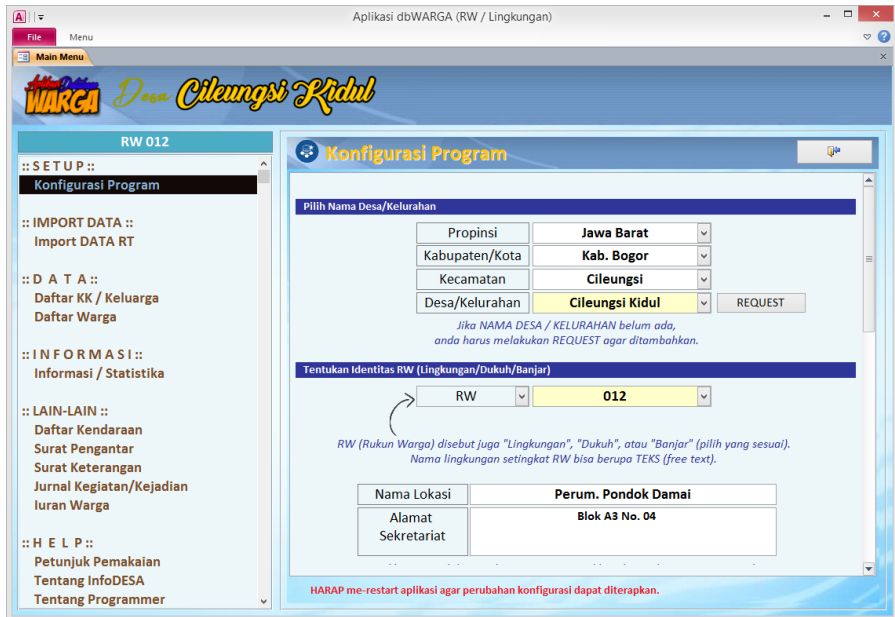 Aplikasi dbWARGA (RW / Lingkungan)
File Menu
Main Menu
Aplikasi Database
WARGA Desa Cileungsi Kidul
RW 012
:: S E T U P ::
Konfigurasi Program
:: IMPORT DATA ::
Import DATA RT
:: D A T A ::
Daftar KK / Keluarga
Daftar Warga
:: I N F O R M A S I ::
Informasi / Statistika
:: LAIN-LAIN ::
Daftar Kendaraan
Surat Pengantar
Surat Keterangan
Jurnal Kegiatan/Kejadian
Iuran Warga
:: H E L P ::
Petunjuk Pemakaian
Tentang InfoDESA
Tentang Programmer
Konfigurasi Program
Pilih Nama Desa/Kelurahan
Propinsi Jawa Barat
Kabupaten/Kota Kab. Bogor
Kecamatan Cileungsi
Desa/Kelurahan Cileungsi Kidul REQUEST
Jika NAMA DESA / KELURAHAN belum ada,
anda harus melakukan REQUEST agar ditambahkan.
Tentukan Identitas RW (Lingkungan/Dukuh/Banjar)
RW 012
RW (Rukun Warga) disebut juga "Lingkungan", "Dukuh", atau "Banjar" (pilih yang sesuai).
Nama lingkungan setingkat RW bisa berupa TEKS (free text).
Nama Lokasi Perum. Pondok Damai
Alamat Sekretariat Blok A3 No. 04
HARAP me-restart aplikasi agar perubahan konfigurasi dapat diterapkan.